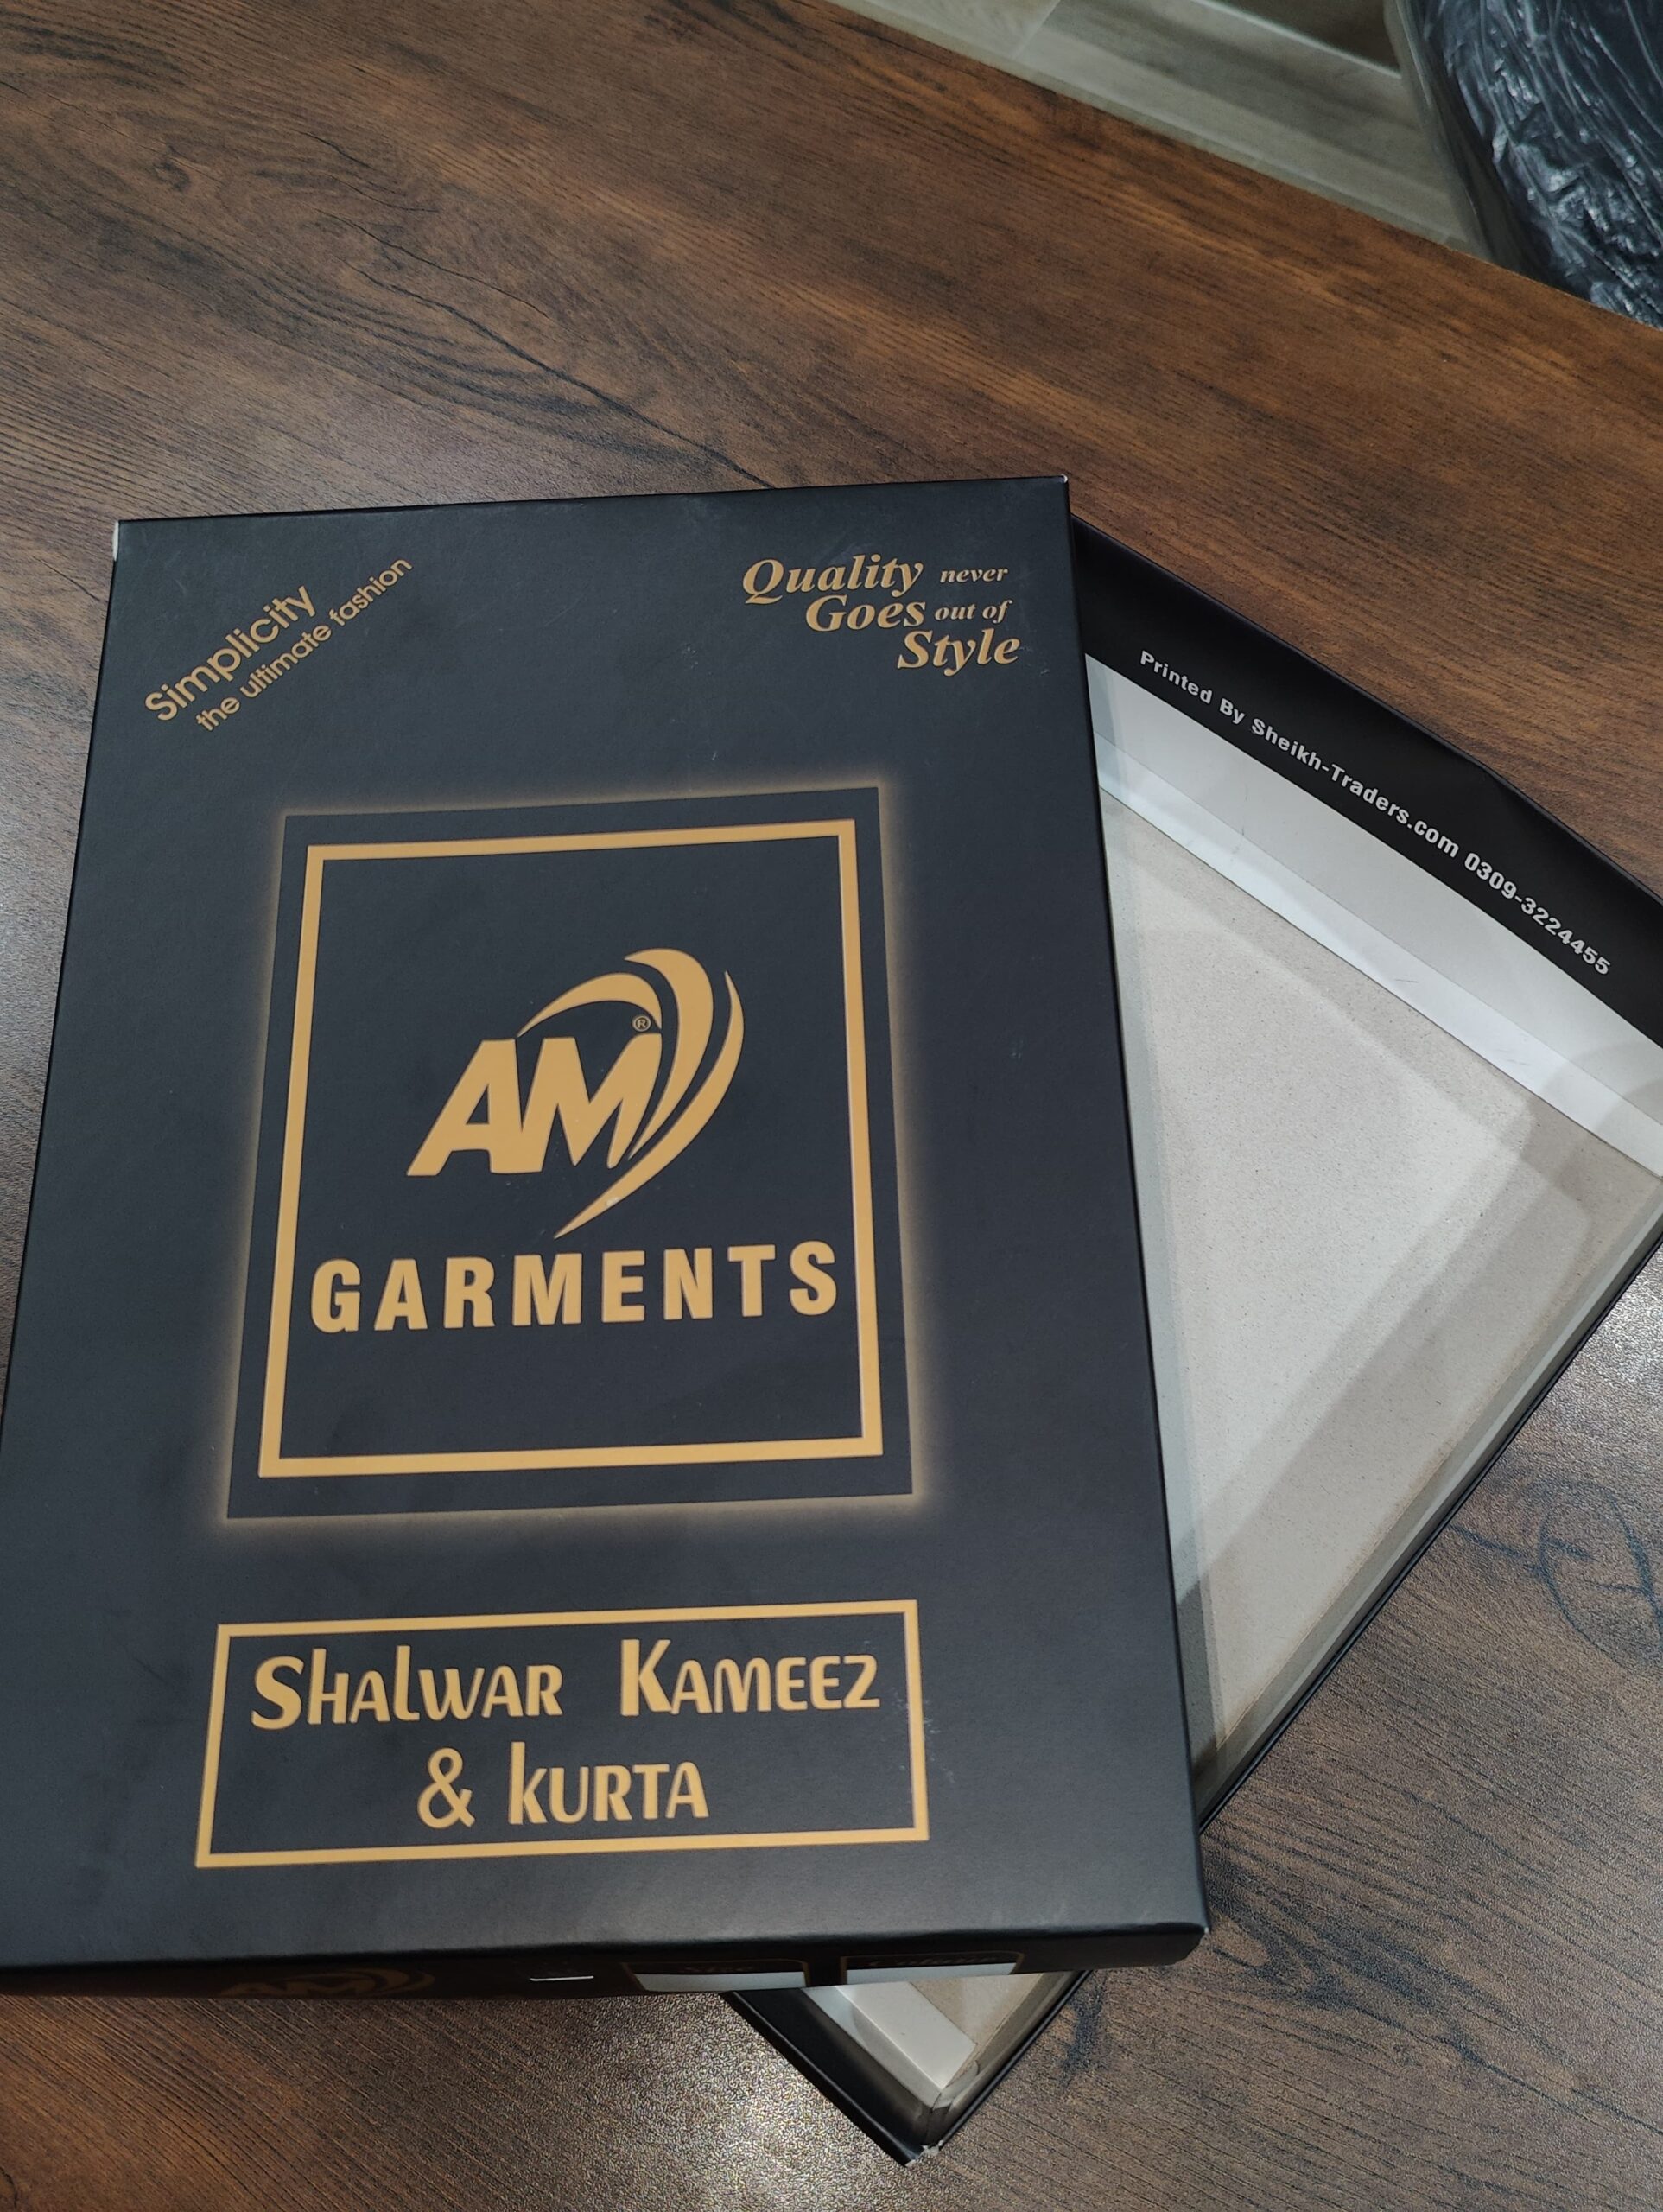 Simplicity
the ultimate fashion
Quality never
Goes out of
Style
Printed By Sheikh-Traders.com 0309-3224455
AM®
GARMENTS
Shalwar Kameez
& Kurta
AM